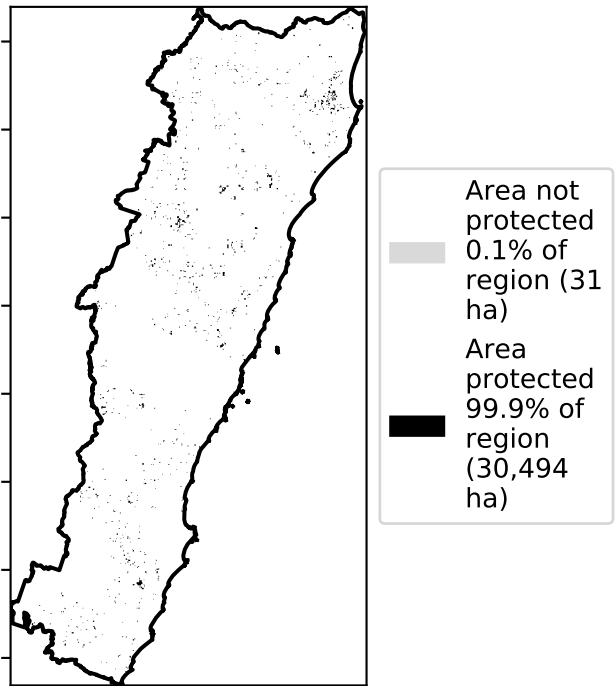 Area not
protected
0.1% of
region (31
ha)
Area
protected
99.9% of
region
(30,494
ha)